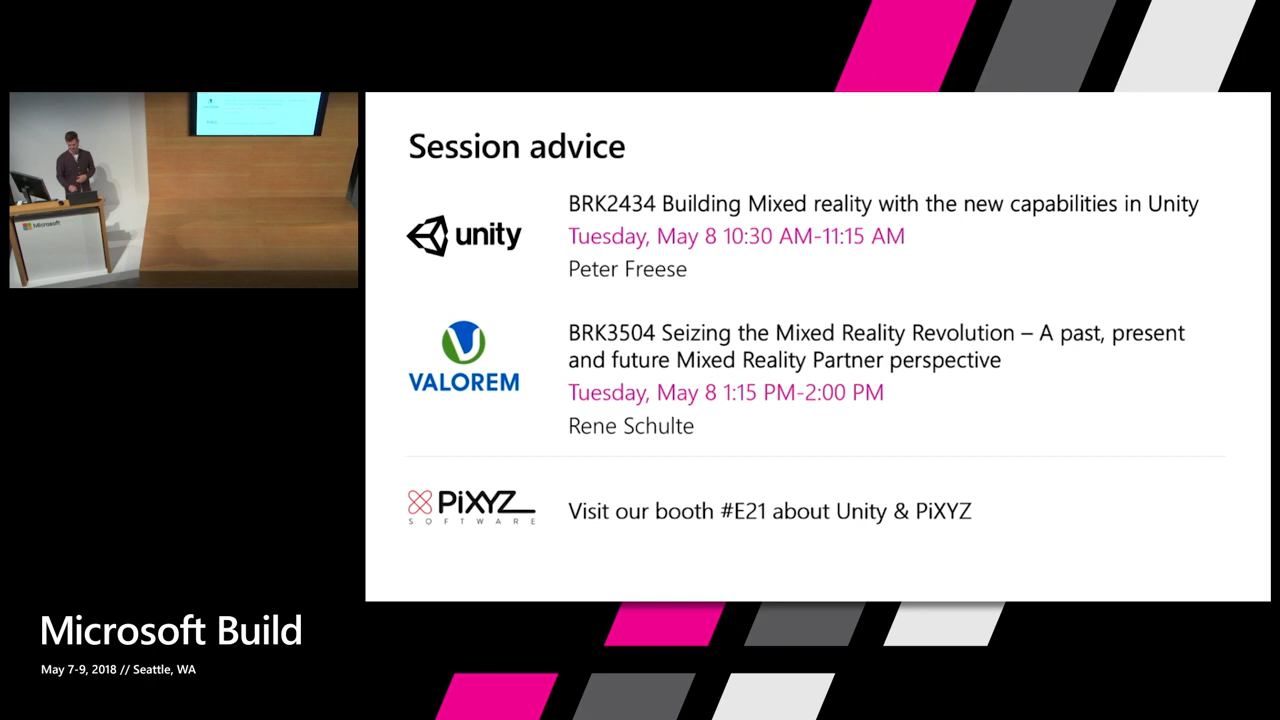 Microsoft
Session advice
unity
BRK2434 Building Mixed reality with the new capabilities in Unity
Tuesday, May 8 10:30 AM-11:15 AM
Peter Freese
VALOREM
BRK3504 Seizing the Mixed Reality Revolution – A past, present
and future Mixed Reality Partner perspective
Tuesday, May 8 1:15 PM-2:00 PM
Rene Schulte
PiXYZ
SOFTWARE
Visit our booth #E21 about Unity & PiXYZ
Microsoft Build
May 7-9, 2018 // Seattle, WA